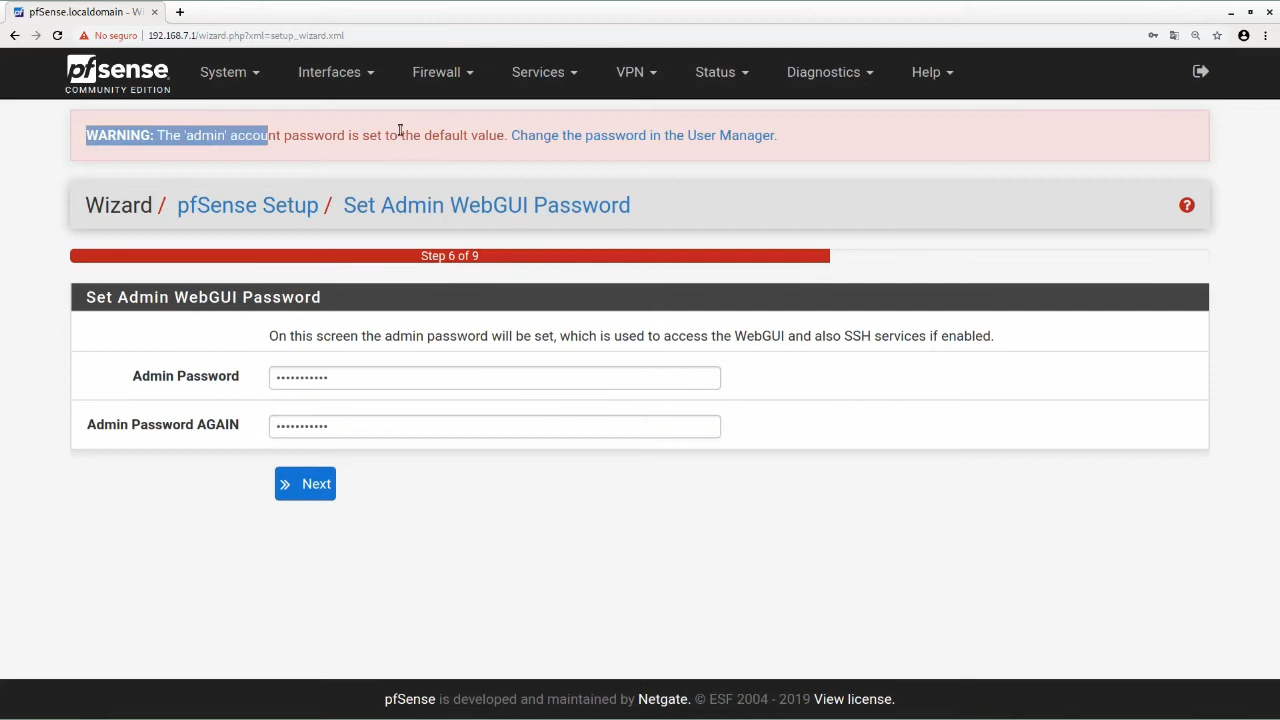 pfSense.localdomain - Wi
No seguro
192.168.7.1/wizard.php?xml=setup_wizard.xml
pfsense
COMMUNITY EDITION
System
Interfaces
Firewall
Services
VPN
Status
Diagnostics
Help
WARNING: The 'admin' account password is set to the default value. Change the password in the User Manager.
Wizard / pfSense Setup / Set Admin WebGUI Password
Step 6 of 9
Set Admin WebGUI Password
On this screen the admin password will be set, which is used to access the WebGUI and also SSH services if enabled.
Admin Password •••••••••••
Admin Password AGAIN •••••••••••
Next
pfSense is developed and maintained by Netgate. © ESF 2004 - 2019 View license.